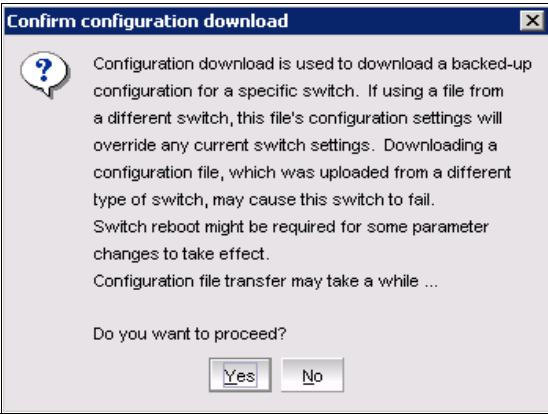 Confirm configuration download
Configuration download is used to download a backed-up
configuration for a specific switch. If using a file from
a different switch, this file's configuration settings will
override any current switch settings. Downloading a
configuration file, which was uploaded from a different
type of switch, may cause this switch to fail.
Switch reboot might be required for some parameter
changes to take effect.
Configuration file transfer may take a while ...
Do you want to proceed?
Yes No